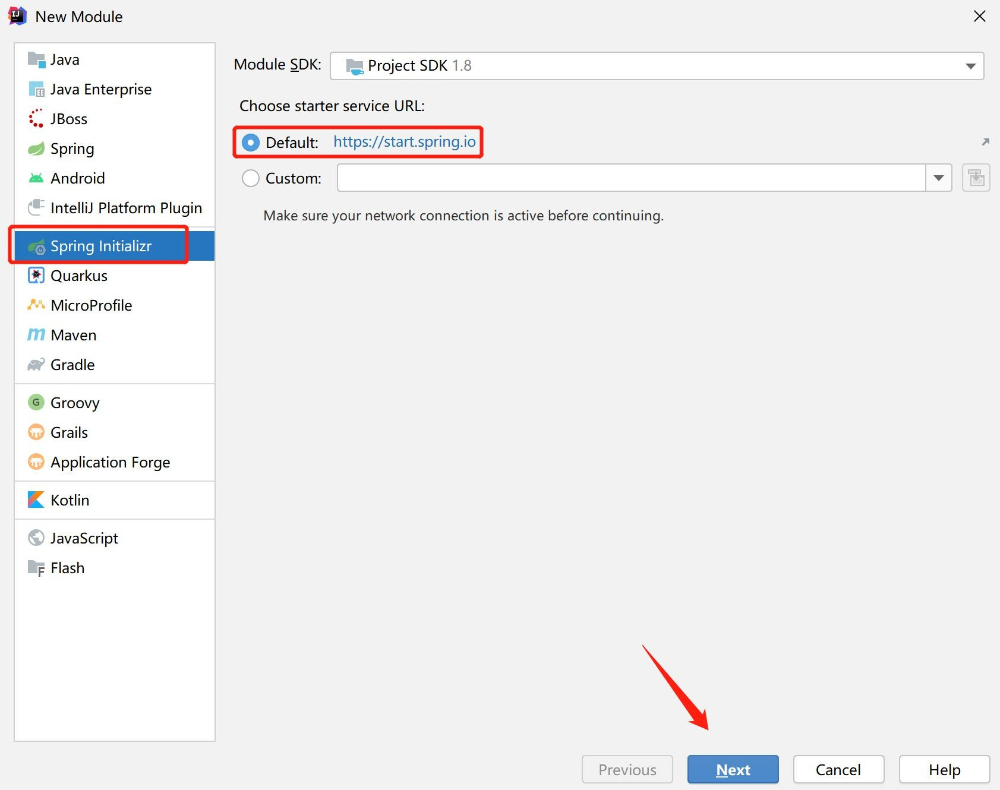 New Module
Java
Java Enterprise
JBoss
Spring
Android
IntelliJ Platform Plugin
Spring Initializr
Quarkus
MicroProfile
Maven
Gradle
Groovy
Grails
Application Forge
Kotlin
JavaScript
Flash
Module SDK: Project SDK 1.8
Choose starter service URL:
Default: https://start.spring.io
Custom:
Make sure your network connection is active before continuing.
Previous Next Cancel Help